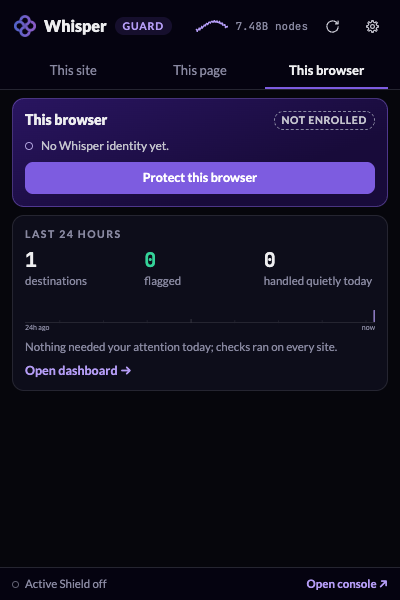 Whisper GUARD 7.48B nodes
This site This page This browser
This browser NOT ENROLLED
No Whisper identity yet.
Protect this browser
LAST 24 HOURS
1 0 0
destinations flagged handled quietly today
24h ago now
Nothing needed your attention today; checks ran on every site.
Open dashboard →
Active Shield off Open console ↗